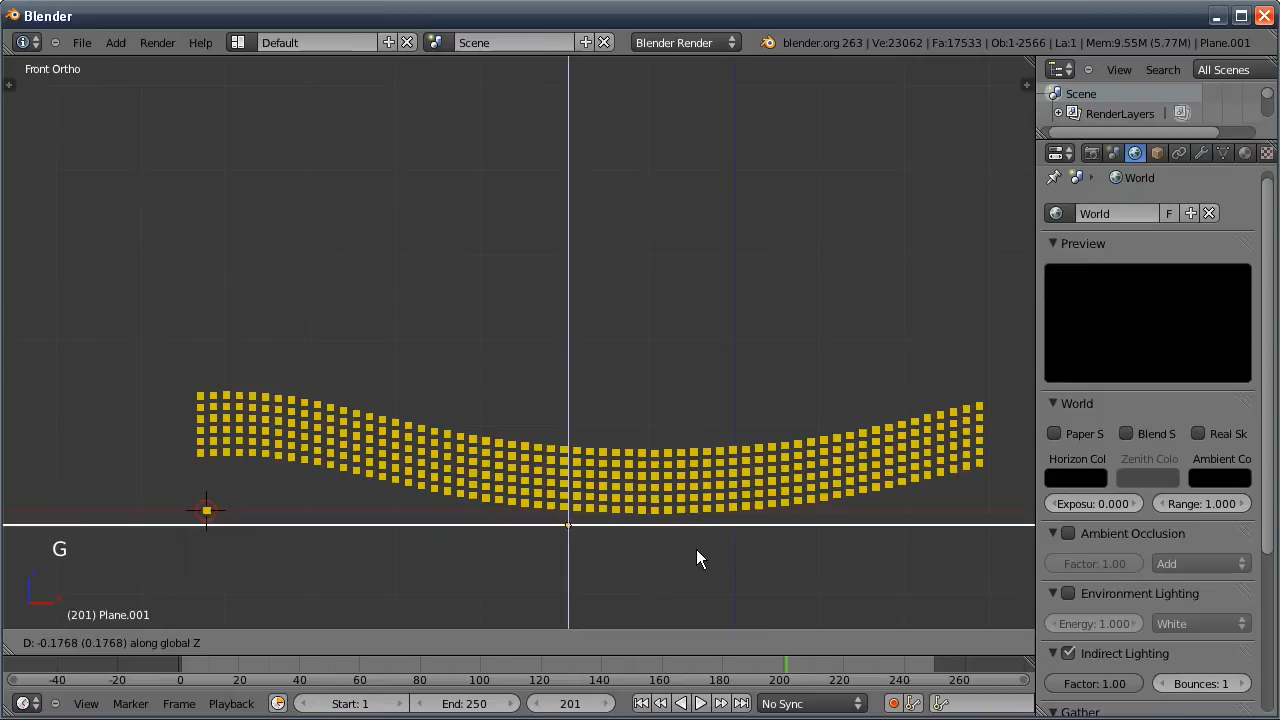 Blender
File Add Render Help Default Scene Blender Render blender.org 263 | Ve:23062 | Fa:17533 | Ob:1-2566 | La:1 | Mem:9.55M (5.77M) | Plane.001
Front Ortho
View Search All Scenes
Scene
RenderLayers
World
World F
Preview
World
Paper S Blend S Real Sk
Horizon Col Zenith Colo Ambient Co
Exposu: 0.000 Range: 1.000
Ambient Occlusion
Factor: 1.00 Add
Environment Lighting
Energy: 1.000 White
Indirect Lighting
Factor: 1.00 Bounces: 1
Gather
G
(201) Plane.001
D: -0.1768 (0.1768) along global Z
-40 -20 0 20 40 60 80 100 120 140 160 180 200 220 240 260
View Marker Frame Playback Start: 1 End: 250 201 No Sync